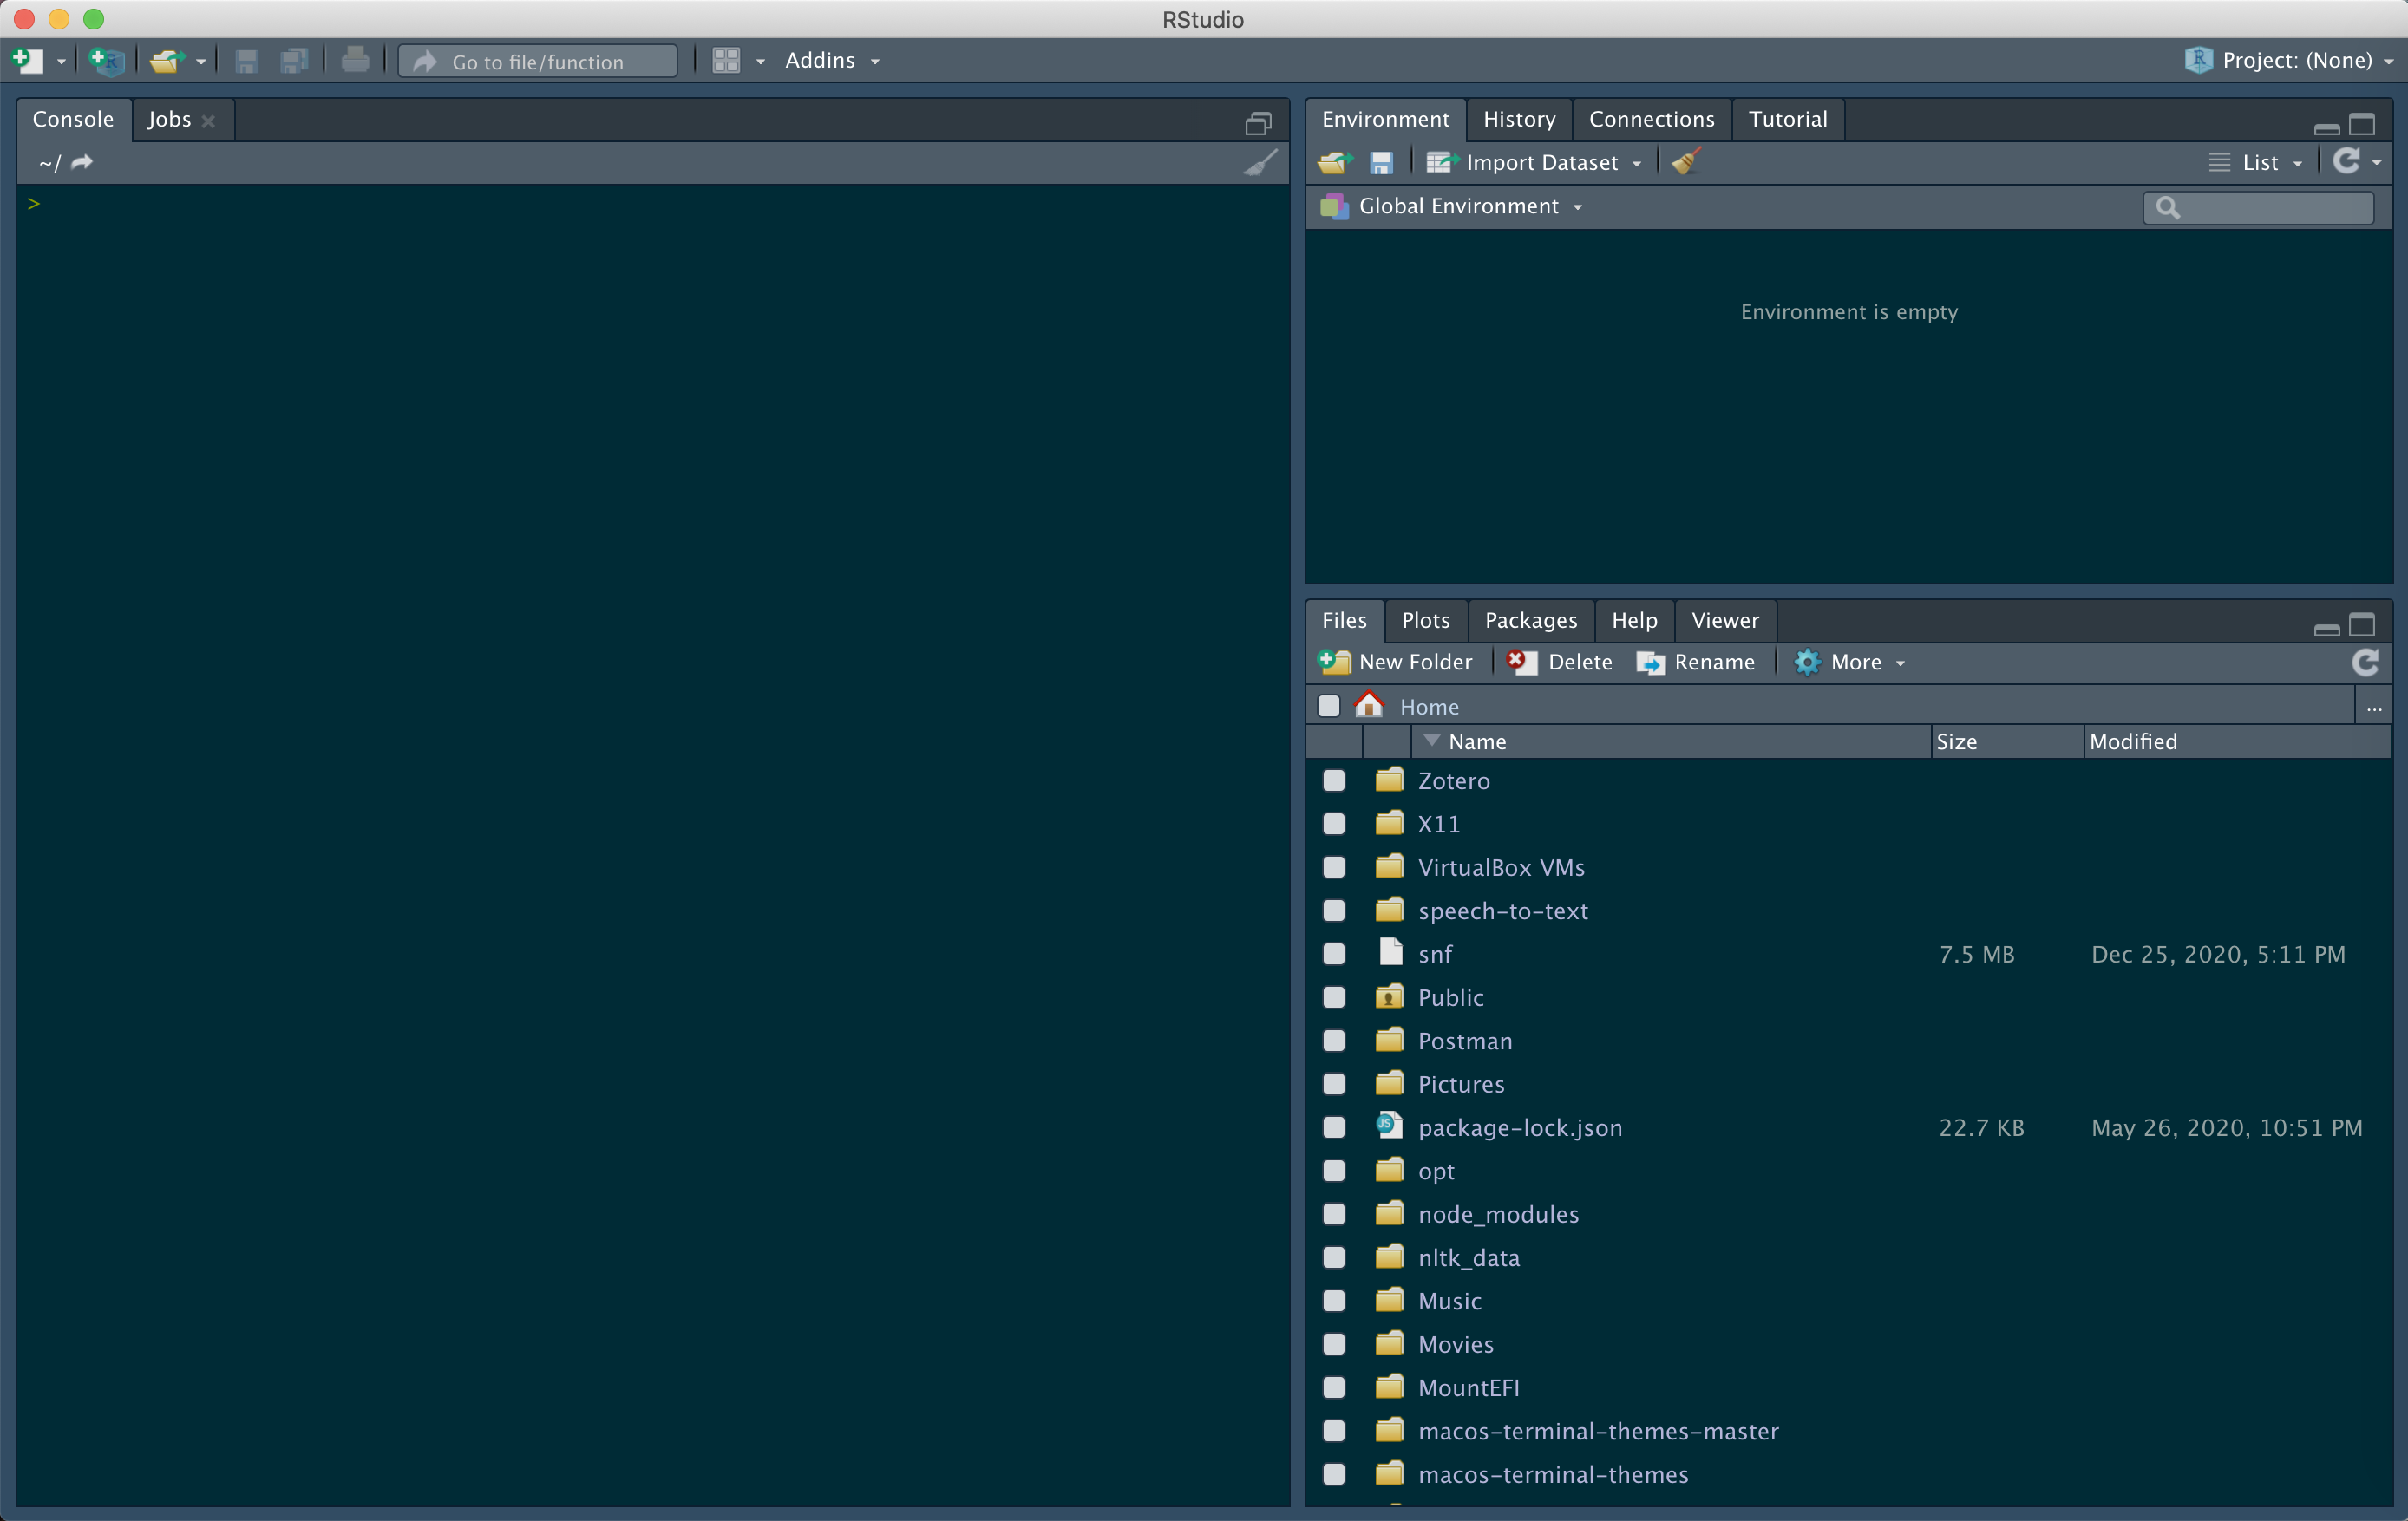 RStudio
Go to file/function
Addins
Project: (None)
Console
Jobs
~/
>
Environment
History
Connections
Tutorial
Import Dataset
List
Global Environment
Environment is empty
Files
Plots
Packages
Help
Viewer
New Folder
Delete
Rename
More
Home
...
Name Size Modified
Zotero
X11
VirtualBox VMs
speech-to-text
snf 7.5 MB Dec 25, 2020, 5:11 PM
Public
Postman
Pictures
package-lock.json 22.7 KB May 26, 2020, 10:51 PM
opt
node_modules
nltk_data
Music
Movies
MountEFI
macos-terminal-themes-master
macos-terminal-themes